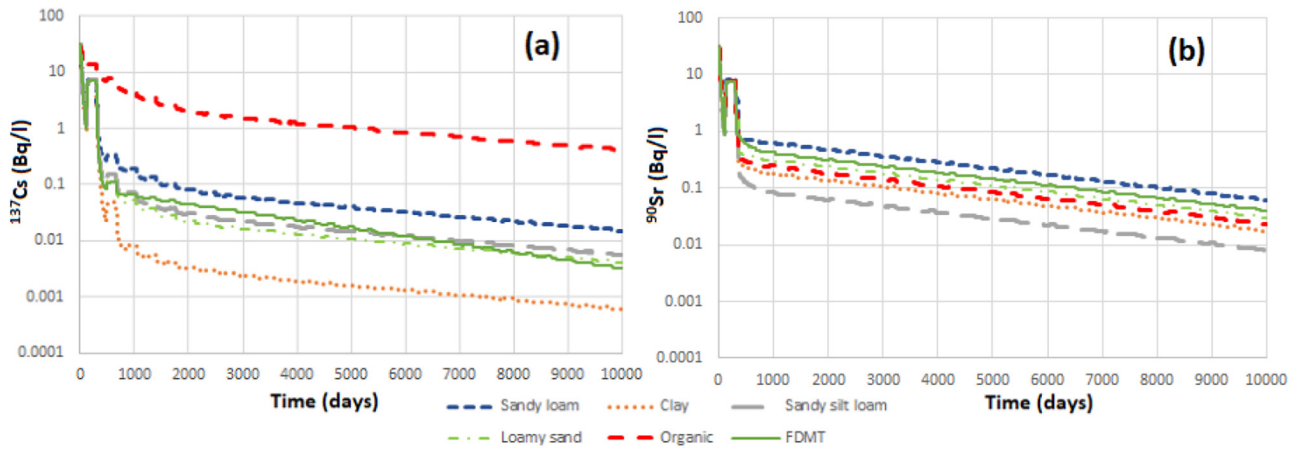 (a)
¹³⁷Cs (Bq/l)
100
10
1
0.1
0.01
0.001
0.0001
0 1000 2000 3000 4000 5000 6000 7000 8000 9000 10000
Time (days)
(b)
⁹⁰Sr (Bq/l)
100
10
1
0.1
0.01
0.001
0.0001
0 1000 2000 3000 4000 5000 6000 7000 8000 9000 10000
Time (days)
Sandy loam Clay Sandy silt loam
Loamy sand Organic FDMT